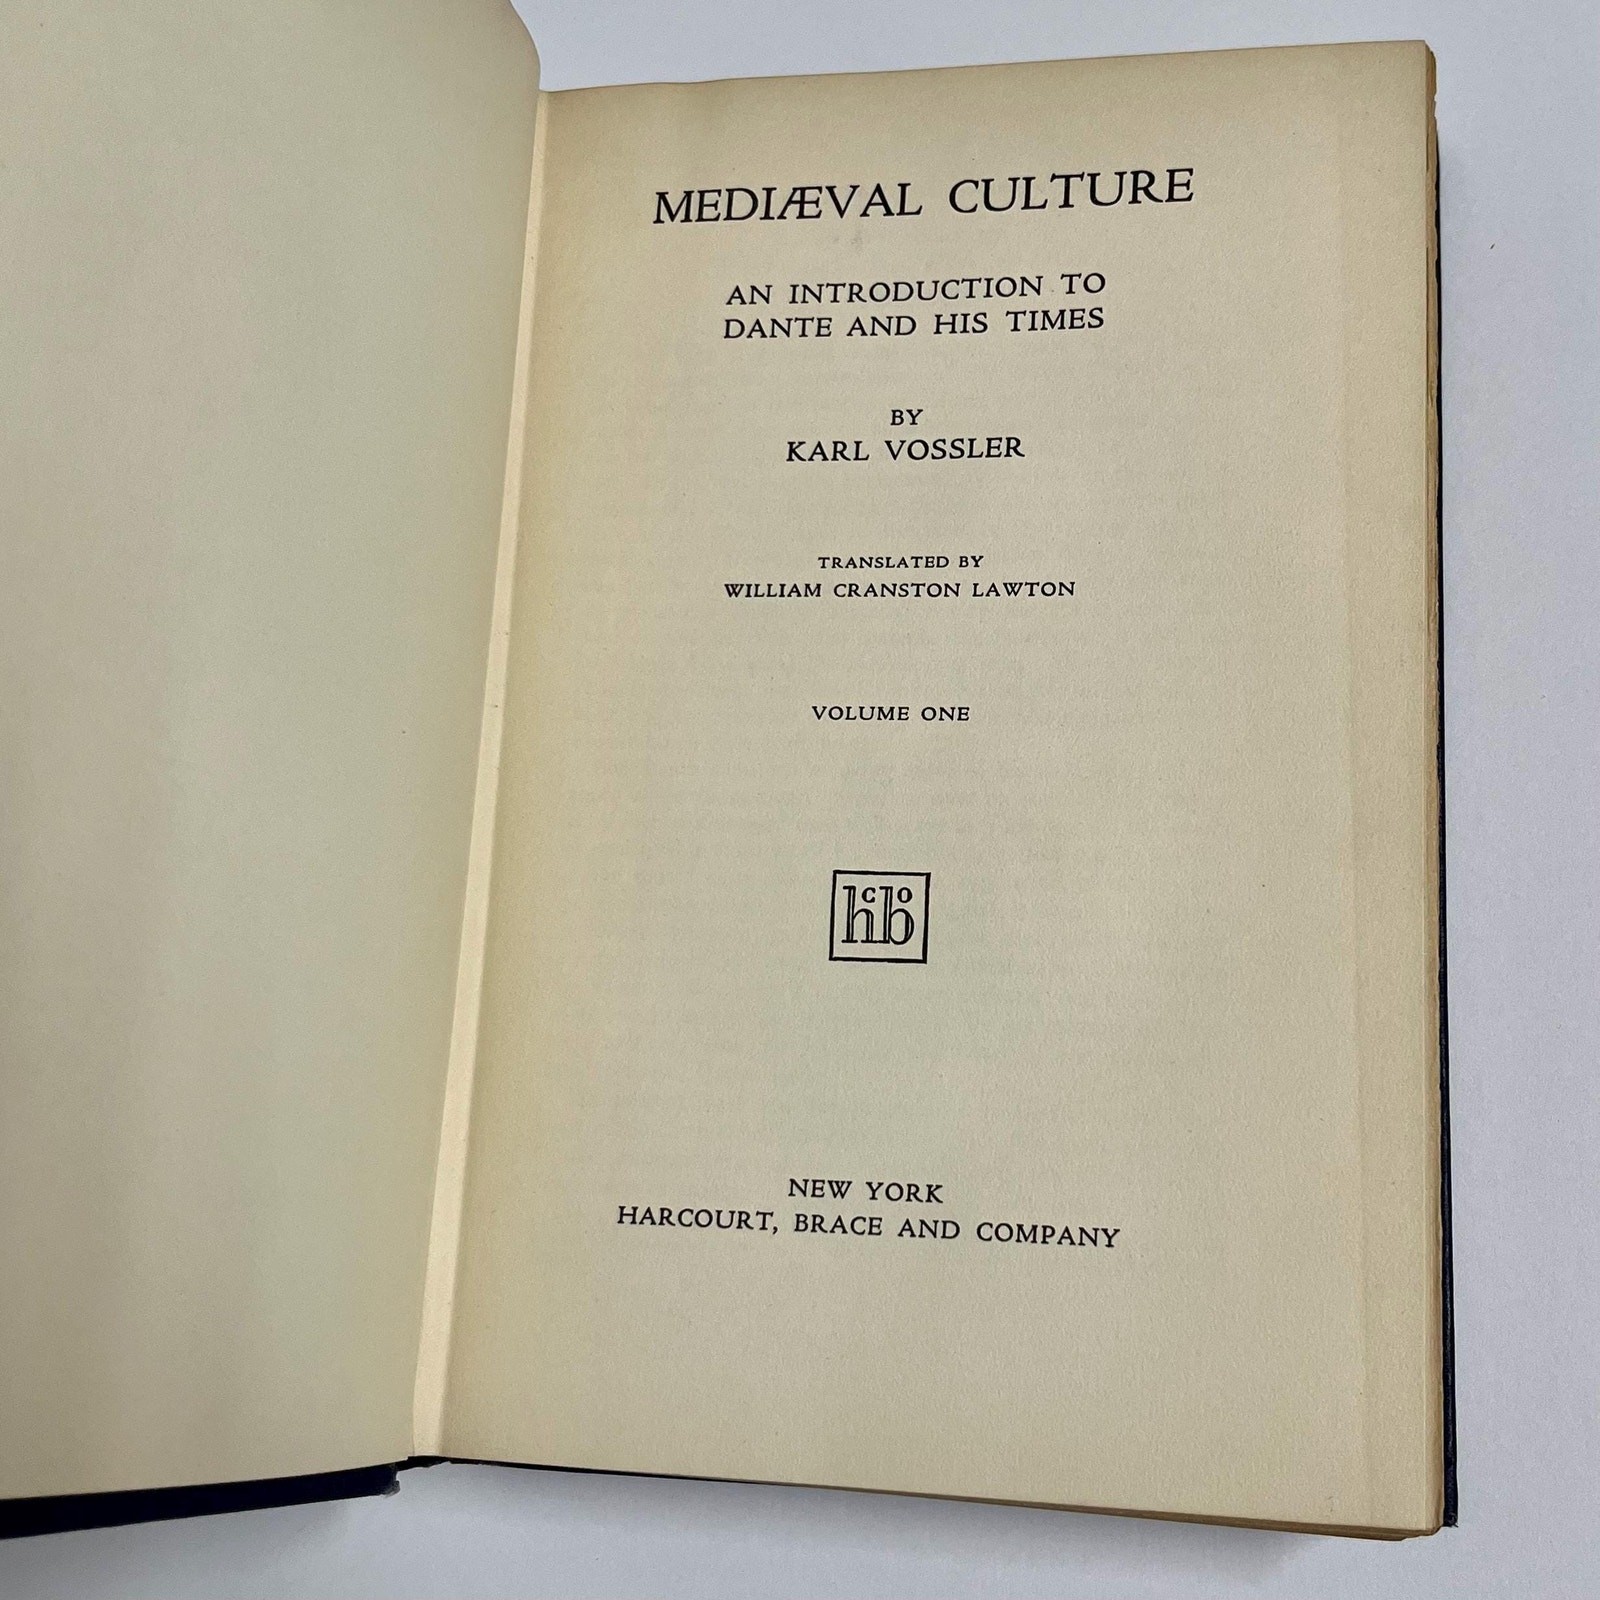 MEDIÆVAL CULTURE
AN INTRODUCTION TO
DANTE AND HIS TIMES
BY
KARL VOSSLER
TRANSLATED BY
WILLIAM CRANSTON LAWTON
VOLUME ONE
hcbo
NEW YORK
HARCOURT, BRACE AND COMPANY